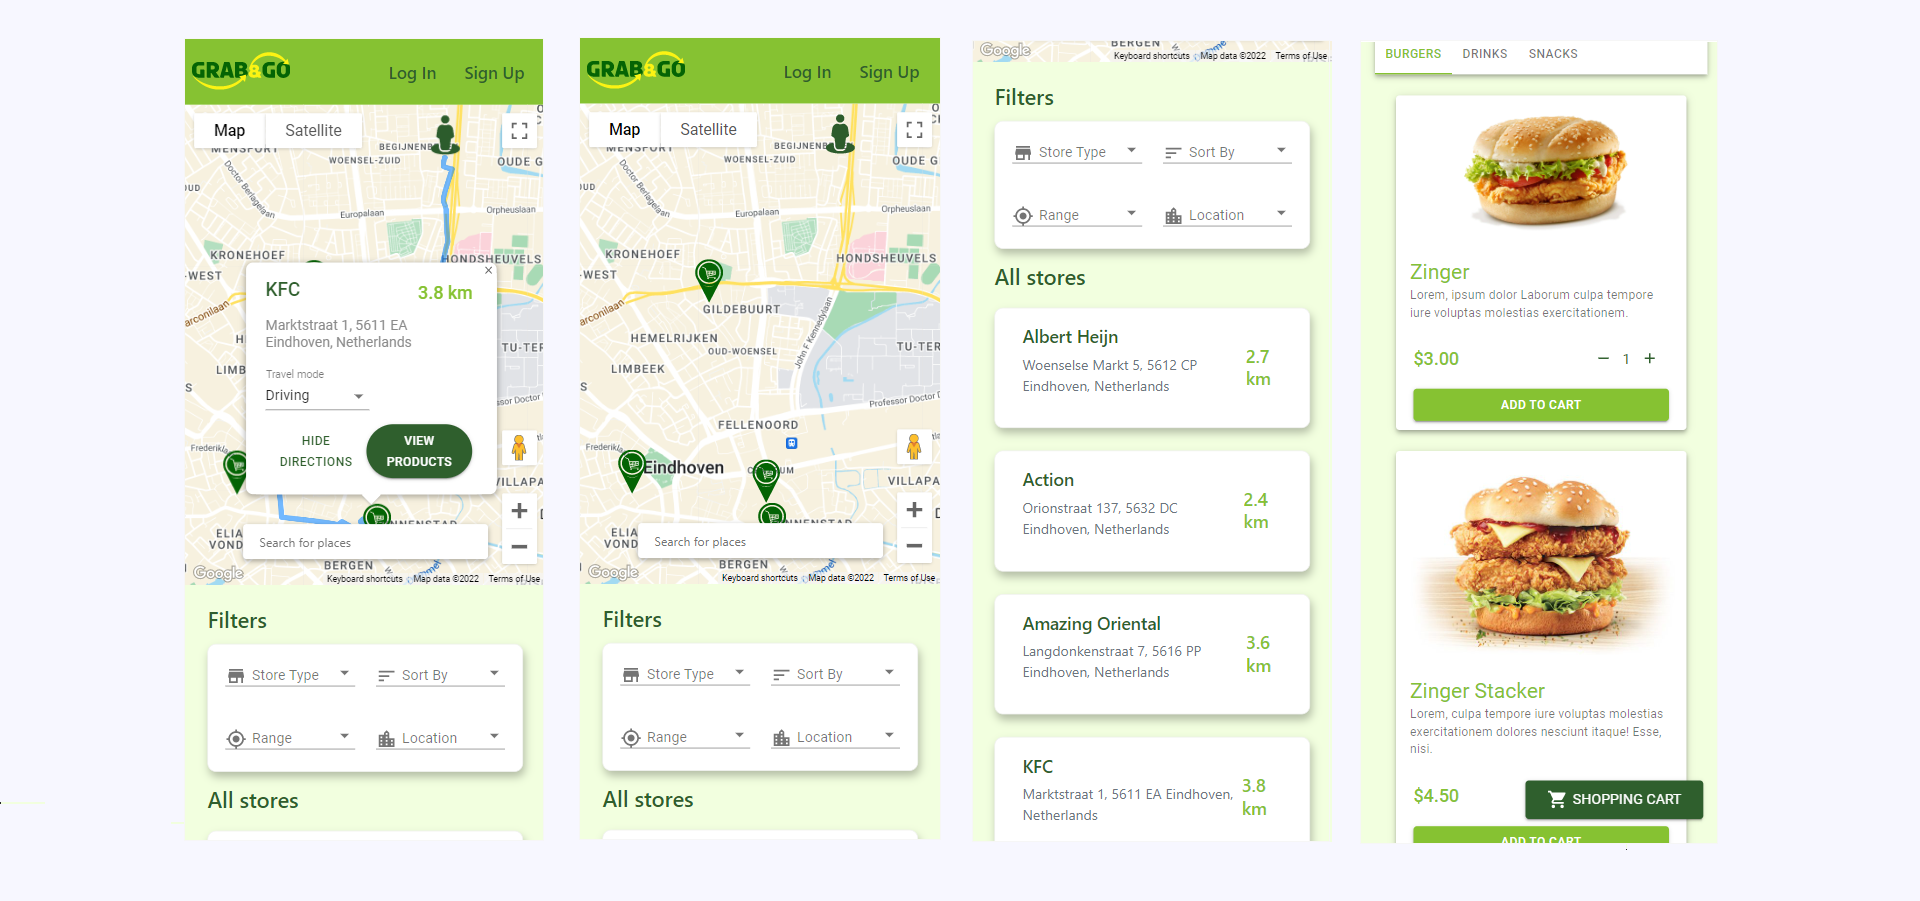 GRAB&GO
Log In
Sign Up
Map
Satellite
MENSFORT
BEGIJNENB
WOENSEL-ZUID
OUDE G
Doctor Berlagelaan
OUD
Europalaan
Orpheuslaan
KRONEHOEF
HONDSHEUVELS
-WEST
KFC
3.8 km
arconilaan
Marktstraat 1, 5611 EA
Eindhoven, Netherlands
TU-TER
LIMB
Travel mode
Driving
Professor Doctor
Frederikl
HIDE
DIRECTIONS
VIEW
PRODUCTS
VILLAPA
ELIA
VOND
NNENSTAD
Search for places
BERGEN
Google
Keyboard shortcuts
Map data ©2022
Terms of Use
Filters
Store Type
Sort By
Range
Location
All stores
GRAB&GO
Log In
Sign Up
Map
Satellite
MENSFORT
BEGIJNENB
WOENSEL-ZUID
OUDE G
Doctor Berlagelaan
OUD
Europalaan
Orpheuslaan
KRONEHOEF
HONDSHEUVELS
-WEST
GILDEBUURT
arconilaan
John F Kennedylaan
HEMELRIJKEN
OUD-WOENSEL
TU-TER
LIMBEEK
Professor Doctor D
FELLENOORD
Frederikla
Eindhoven
C
UM
VILLAPA
ELIA
VOND
NNENSTAD
Search for places
BERGEN
Google
Keyboard shortcuts
Map data ©2022
Terms of Use
Filters
Store Type
Sort By
Range
Location
All stores
Google
BERGEN
Keyboard shortcuts
Map data ©2022
Terms of Use
Filters
Store Type
Sort By
Range
Location
All stores
Albert Heijn
Woenselse Markt 5, 5612 CP
Eindhoven, Netherlands
2.7
km
Action
Orionstraat 137, 5632 DC
Eindhoven, Netherlands
2.4
km
Amazing Oriental
Langdonkenstraat 7, 5616 PP
Eindhoven, Netherlands
3.6
km
KFC
Marktstraat 1, 5611 EA Eindhoven,
Netherlands
3.8
km
BURGERS
DRINKS
SNACKS
Zinger
Lorem, ipsum dolor Laborum culpa tempore
iure voluptas molestias exercitationem.
$3.00
− 1 +
ADD TO CART
Zinger Stacker
Lorem, culpa tempore iure voluptas molestias
exercitationem dolores nesciunt itaque! Esse,
nisi.
$4.50
SHOPPING CART
ADD TO CART